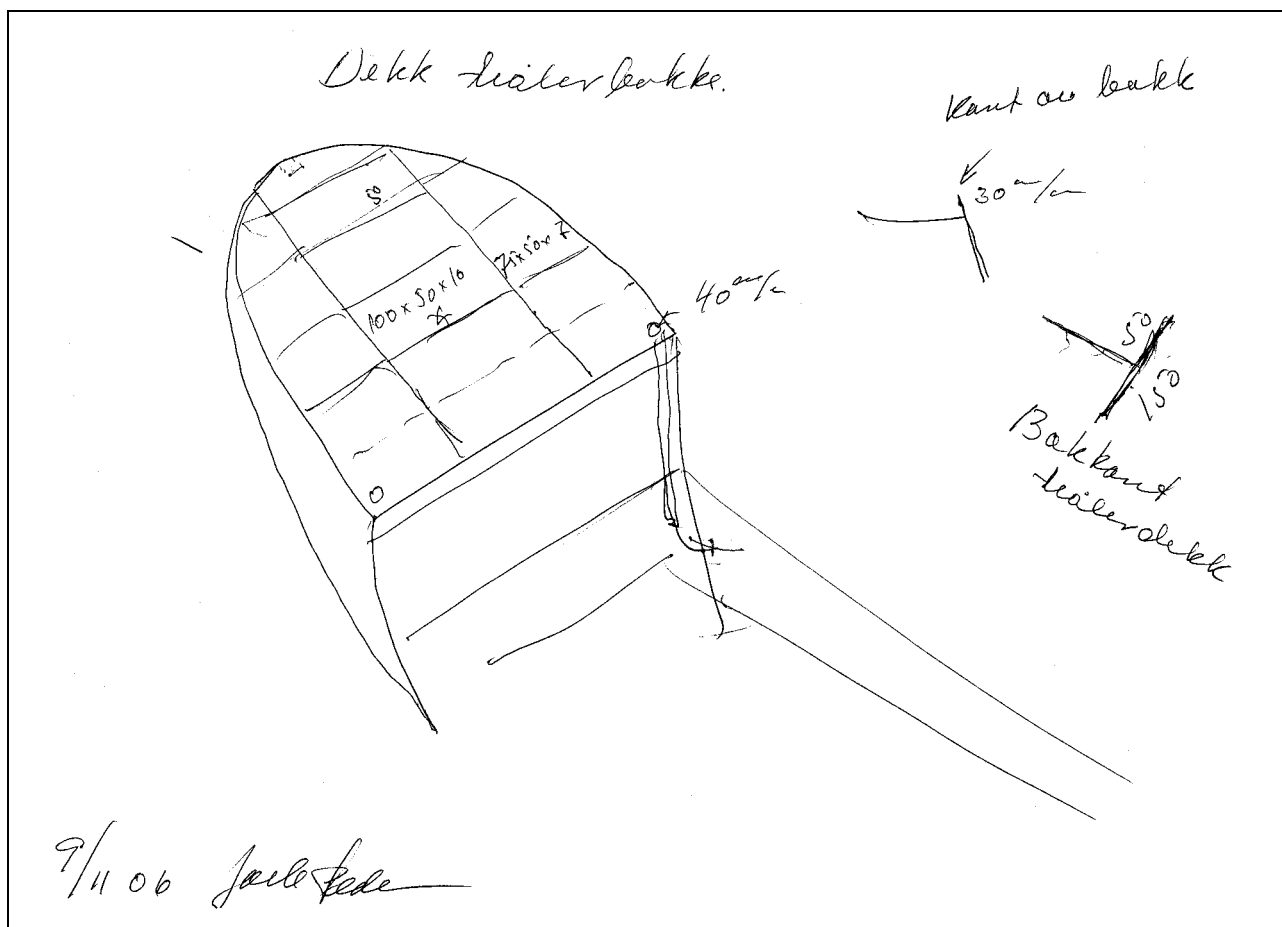 Dekk trålerbakke.
Kant av bakk
30 m/m
50
75x50x7
100x50x10
40 m/m
50
150
Bakkant
trålerdekk
9/11 06